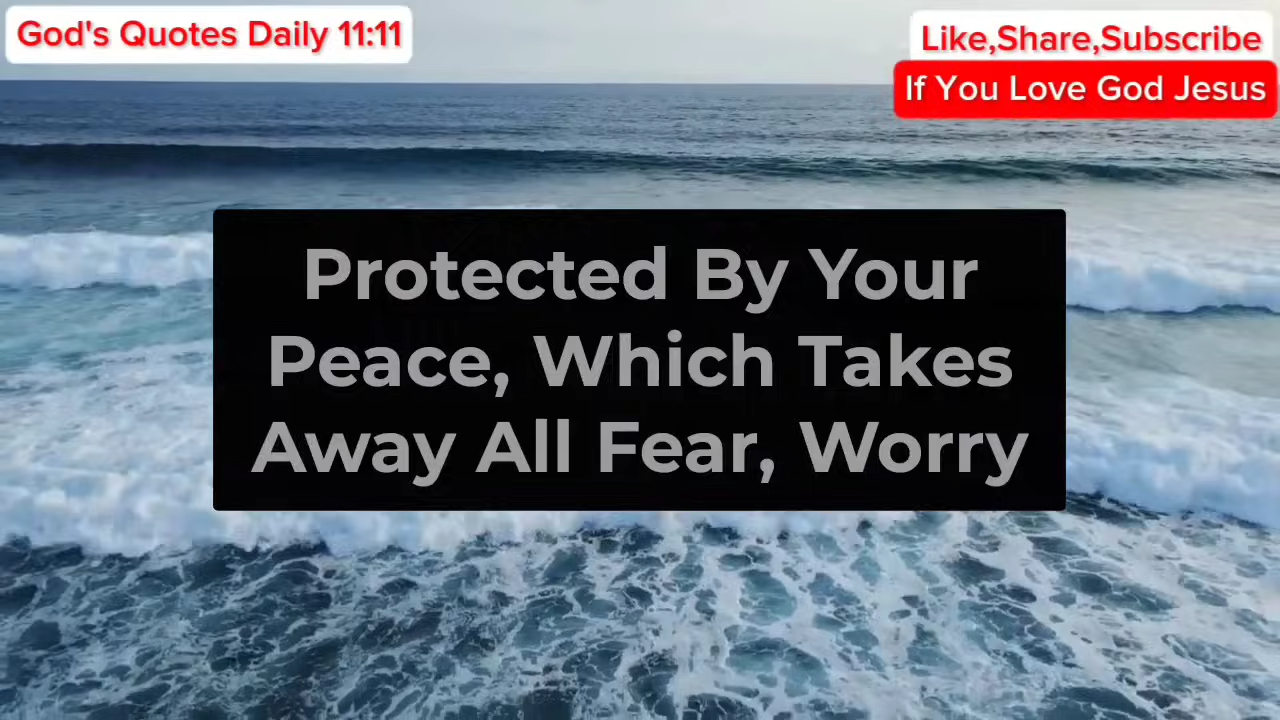 God's Quotes Daily 11:11
Like,Share,Subscribe
If You Love God Jesus
Protected By Your
Peace, Which Takes
Away All Fear, Worry